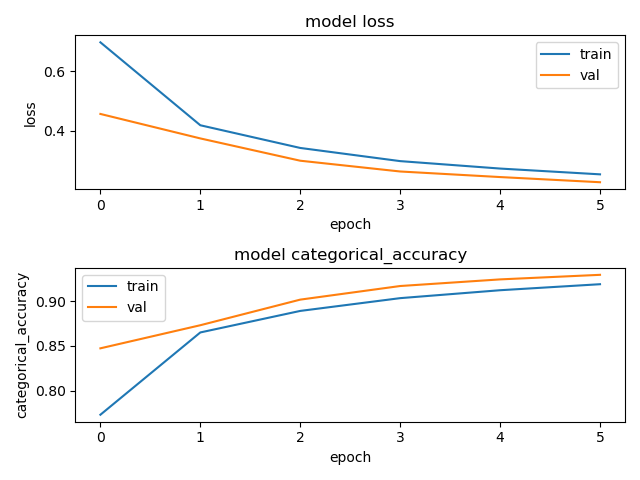 model loss
train
val
0.6
0.4
loss
0 1 2 3 4 5
epoch
model categorical_accuracy
train
val
0.90
0.85
0.80
categorical_accuracy
0 1 2 3 4 5
epoch